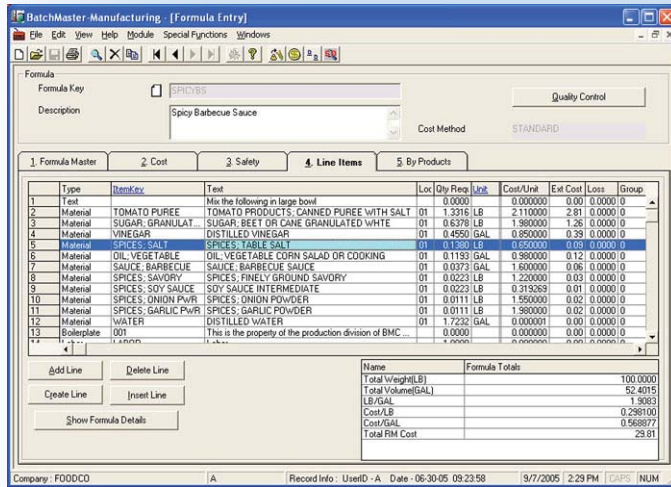 BatchMaster-Manufacturing - [Formula Entry]
File Edit View Help Module Special Functions Windows
Formula
Formula Key SPICYBS
Quality Control
Description Spicy Barbecue Sauce
Cost Method STANDARD
1. Formula Master 2. Cost 3. Safety 4. Line Items 5. By Products
Type ItemKey Text Loc Qty Req Unit Cost/Unit Ext Cost Loss Group
1 Text Mix the following in large bowl 0.0000 0.000000 0.00 0.0000 0
2 Material TOMATO PUREE TOMATO PRODUCTS; CANNED PUREE WITH SALT 01 1.3316 LB 2.110000 2.81 0.0000 0
3 Material SUGAR; GRANULAT... SUGAR; BEET OR CANE GRANULATED WHTE 01 0.6378 LB 1.980000 1.26 0.0000 0
4 Material VINEGAR DISTILLED VINEGAR 01 0.4550 GAL 0.850000 0.39 0.0000 0
5 Material SPICES; SALT SPICES; TABLE SALT 01 0.1380 LB 0.650000 0.09 0.0000 0
6 Material OIL; VEGETABLE OIL; VEGETABLE CORN SALAD OR COOKING 01 0.1193 GAL 0.980000 0.12 0.0000 0
7 Material SAUCE; BARBECUE SAUCE; BARBECUE SAUCE 01 0.0373 GAL 1.600000 0.06 0.0000 0
8 Material SPICES; SAVORY SPICES; FINELY GROUND SAVORY 01 0.0223 LB 1.220000 0.03 0.0000 0
9 Material SPICES; SOY SAUCE SOY SAUCE INTERMEDIATE 01 0.0223 LB 0.319269 0.01 0.0000 0
10 Material SPICES; ONION PWR SPICES; ONION POWDER 01 0.0111 LB 1.550000 0.02 0.0000 0
11 Material SPICES; GARLIC PWR SPICES; GARLIC POWDER 01 0.0111 LB 1.980000 0.02 0.0000 0
12 Material WATER DISTILLED WATER 01 1.7232 GAL 0.000001 0.00 0.0000 0
13 Boilerplate 001 This is the property of the production division of BMC ... 0.0000 0.000000 0.00 0.0000 0
Add Line Delete Line
Create Line Insert Line
Show Formula Details
Name Formula Totals
Total Weight(LB) 100.0000
Total Volume(GAL) 52.4015
LB/GAL 1.9083
Cost/LB 0.298100
Cost/GAL 0.568877
Total RM Cost 29.81
Company : FOODCO A Record Info : UserID - A Date - 06-30-05 09:23:58 9/7/2005 2:29 PM CAPS NUM